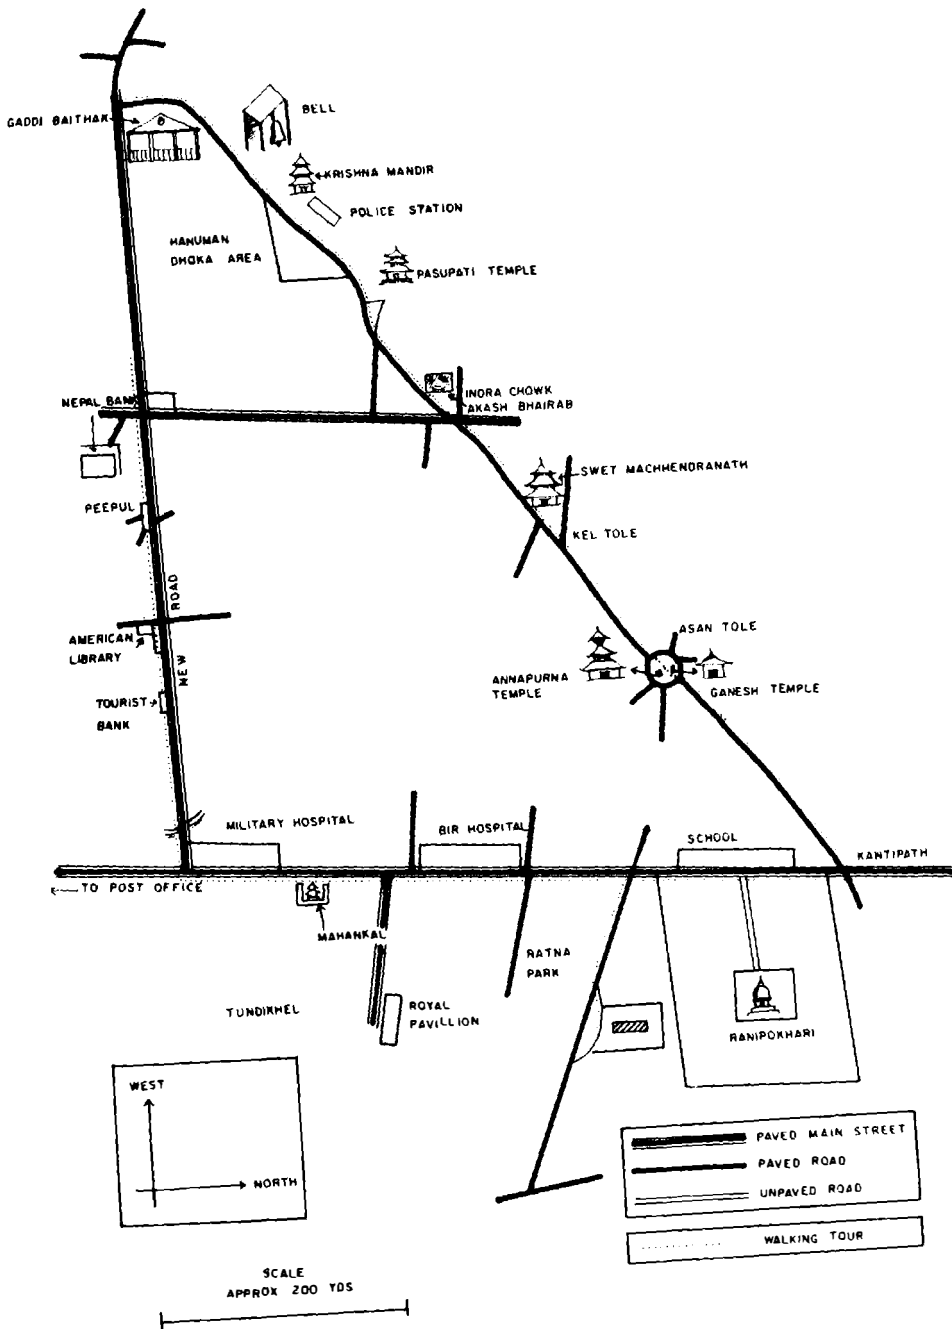 BELL
GADDI BAITHAK
KRISHNA MANDIR
POLICE STATION
HANUMAN
DHOKA AREA
PASUPATI TEMPLE
NEPAL BANK
INDRA CHOWK
AKASH BHAIRAB
SWET MACHHENDRANATH
PEEPUL
KEL TOLE
NEW ROAD
AMERICAN
LIBRARY
ASAN TOLE
ANNAPURNA
TEMPLE
GANESH TEMPLE
TOURIST
BANK
MILITARY HOSPITAL
BIR HOSPITAL
SCHOOL
KANTIPATH
TO POST OFFICE
MAHANKAL
RATNA
PARK
TUNDIKHEL
ROYAL
PAVILLION
RANIPOKHARI
WEST
NORTH
PAVED MAIN STREET
PAVED ROAD
UNPAVED ROAD
WALKING TOUR
SCALE
APPROX 200 YDS